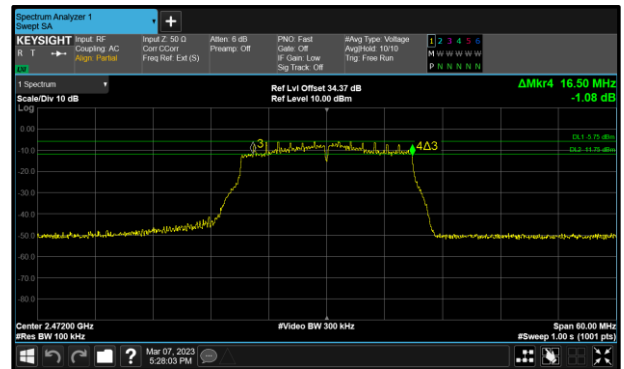 Spectrum Analyzer 1
Swept SA
+
KEYSIGHT Input: RF Input Z: 50 Ω Atten: 6 dB PNO: Fast #Avg Type: Voltage 1 2 3 4 5 6
R T Coupling: AC Corr CCorr Preamp: Off Gate: Off Avg|Hold: 10/10 M W W W W W
Align: Partial Freq Ref: Ext (S) IF Gain: Low Trig: Free Run
Sig Track: Off P N N N N N
1 Spectrum Ref Lvl Offset 34.37 dB ΔMkr4 16.50 MHz
Scale/Div 10 dB Ref Level 10.00 dBm -1.08 dB
Log
0.00
DL1 -5.75 dBm
3 4Δ3
-10.0 DL2 -11.75 dBm
-20.0
-30.0
-40.0
-50.0
-60.0
-70.0
-80.0
Center 2.47200 GHz #Video BW 300 kHz Span 60.00 MHz
#Res BW 100 kHz #Sweep 1.00 s (1001 pts)
? Mar 07, 2023
5:28:03 PM